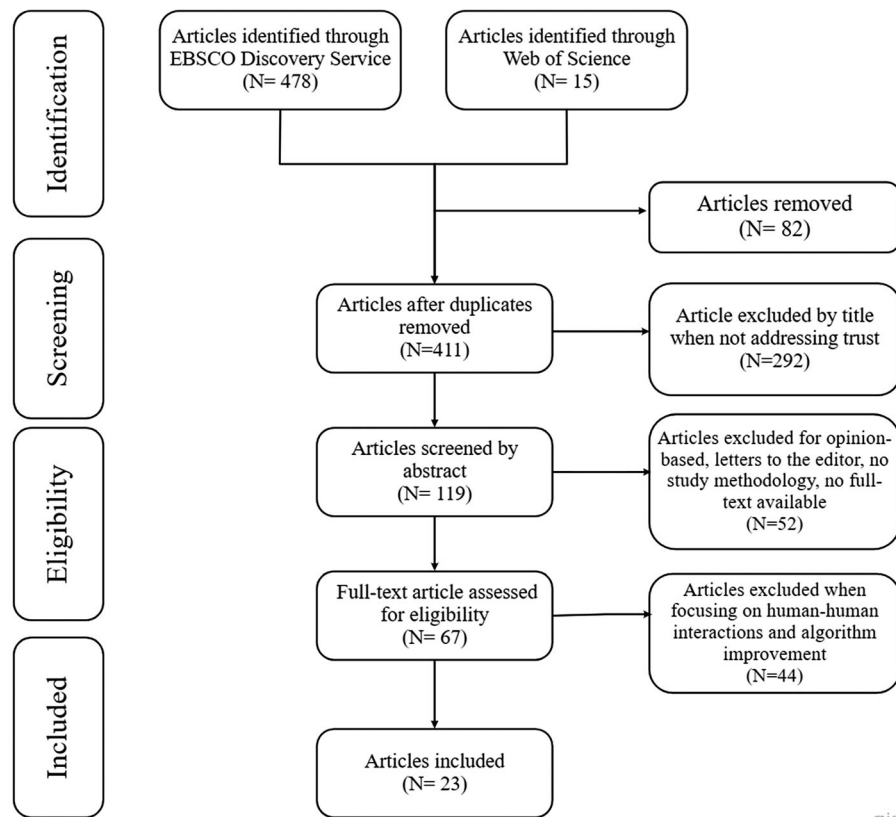 Identification
Articles identified through
EBSCO Discovery Service
(N= 478)
Articles identified through
Web of Science
(N= 15)
Articles removed
(N= 82)
Screening
Articles after duplicates
removed
(N=411)
Article excluded by title
when not addressing trust
(N=292)
Eligibility
Articles screened by
abstract
(N= 119)
Articles excluded for opinion-
based, letters to the editor, no
study methodology, no full-
text available
(N=52)
Full-text article assessed
for eligibility
(N= 67)
Articles excluded when
focusing on human-human
interactions and algorithm
improvement
(N=44)
Included
Articles included
(N= 23)